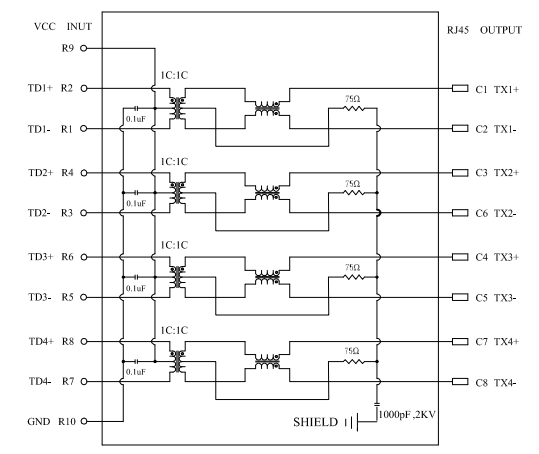 VCC INUT RJ45 OUTPUT
R9
1C:1C
TD1+ R2 C1 TX1+
75Ω
0.1uF
TD1- R1 C2 TX1-
1C:1C
TD2+ R4 C3 TX2+
75Ω
0.1uF
TD2- R3 C6 TX2-
1C:1C
TD3+ R6 C4 TX3+
75Ω
0.1uF
TD3- R5 C5 TX3-
1C:1C
TD4+ R8 C7 TX4+
75Ω
0.1uF
TD4- R7 C8 TX4-
1000pF,2KV
GND R10 SHIELD